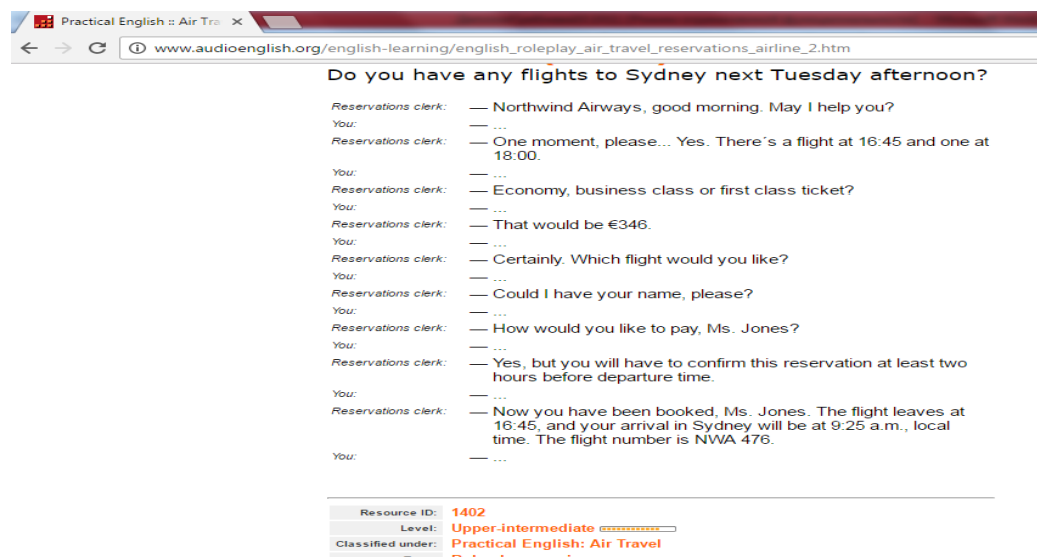 Practical English :: Air Tra
www.audioenglish.org/english-learning/english_roleplay_air_travel_reservations_airline_2.htm
Do you have any flights to Sydney next Tuesday afternoon?
Reservations clerk: — Northwind Airways, good morning. May I help you?
You: — ...
Reservations clerk: — One moment, please... Yes. There´s a flight at 16:45 and one at
18:00.
You: — ...
Reservations clerk: — Economy, business class or first class ticket?
You: — ...
Reservations clerk: — That would be €346.
You: — ...
Reservations clerk: — Certainly. Which flight would you like?
You: — ...
Reservations clerk: — Could I have your name, please?
You: — ...
Reservations clerk: — How would you like to pay, Ms. Jones?
You: — ...
Reservations clerk: — Yes, but you will have to confirm this reservation at least two
hours before departure time.
You: — ...
Reservations clerk: — Now you have been booked, Ms. Jones. The flight leaves at
16:45, and your arrival in Sydney will be at 9:25 a.m., local
time. The flight number is NWA 476.
You: — ...
Resource ID: 1402
Level: Upper-intermediate
Classified under: Practical English: Air Travel